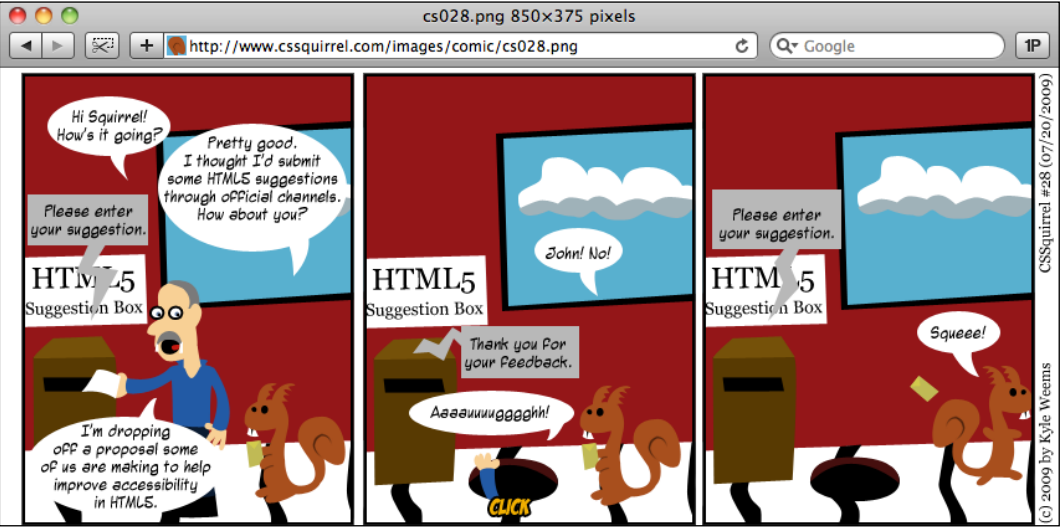 cs028.png 850×375 pixels
http://www.cssquirrel.com/images/comic/cs028.png
Google
1P
Hi Squirrel!
How's it going?
Pretty good.
I thought I'd submit
some HTML5 suggestions
through official channels.
How about you?
Please enter
your suggestion.
HTML5
Suggestion Box
I'm dropping
off a proposal some
of us are making to help
improve accessibility
in HTML5.
John! No!
HTML5
Suggestion Box
Thank you for
your feedback.
Aaaauuuugggghh!
CLICK
Please enter
your suggestion.
HTML5
Suggestion Box
Squeee!
CSSquirrel #28 (07/20/2009)
(c) 2009 by Kyle Weems